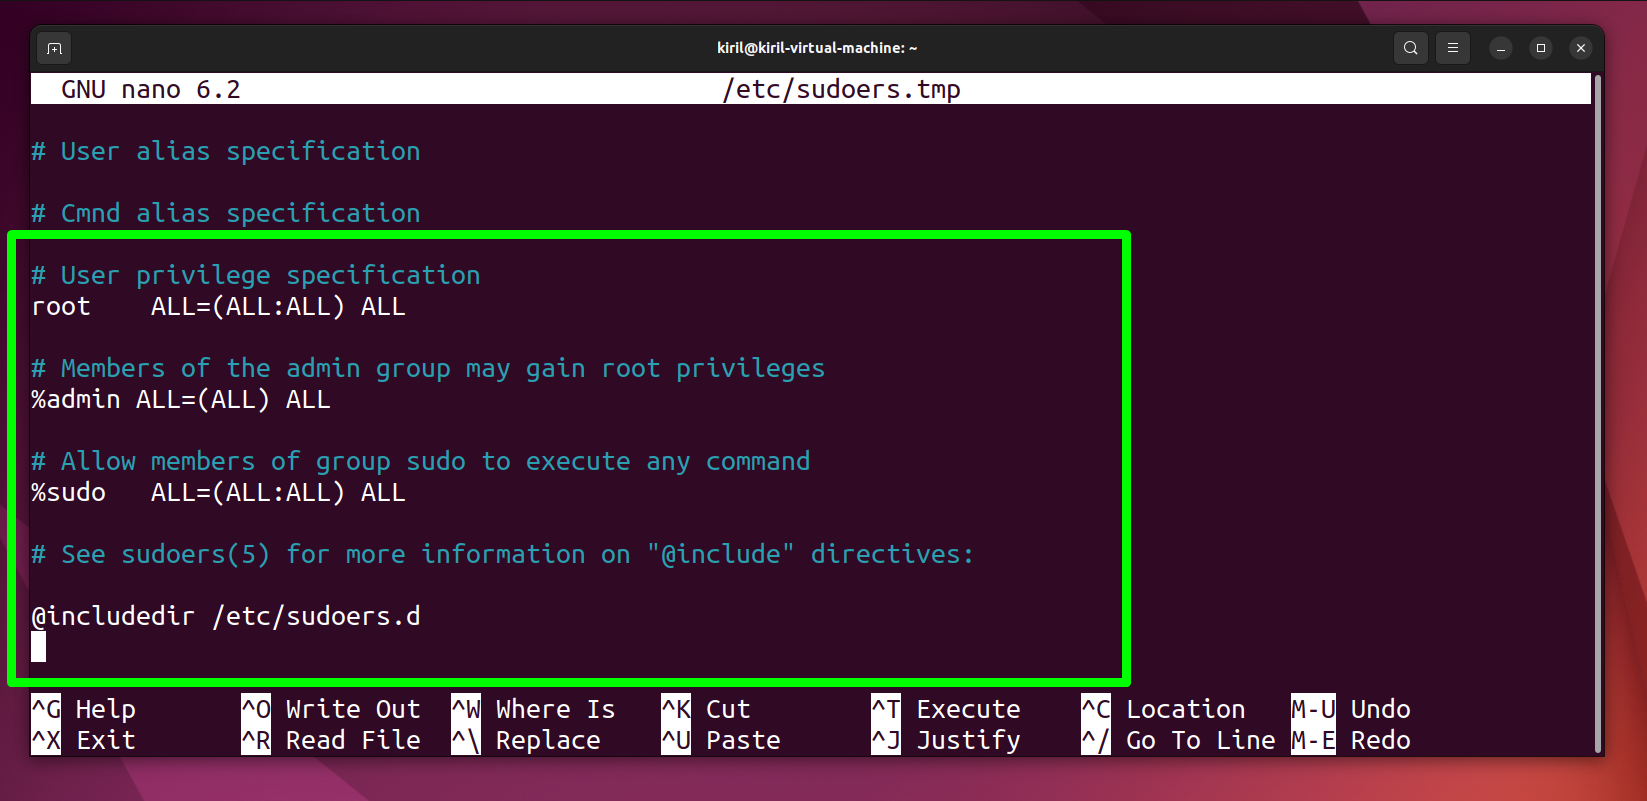 kiril@kiril-virtual-machine: ~
GNU nano 6.2 /etc/sudoers.tmp
# User alias specification
# Cmnd alias specification
# User privilege specification
root    ALL=(ALL:ALL) ALL
# Members of the admin group may gain root privileges
%admin ALL=(ALL) ALL
# Allow members of group sudo to execute any command
%sudo   ALL=(ALL:ALL) ALL
# See sudoers(5) for more information on "@include" directives:
@includedir /etc/sudoers.d
^G Help ^O Write Out ^W Where Is ^K Cut ^T Execute ^C Location M-U Undo
^X Exit ^R Read File ^\ Replace ^U Paste ^J Justify ^/ Go To Line M-E Redo